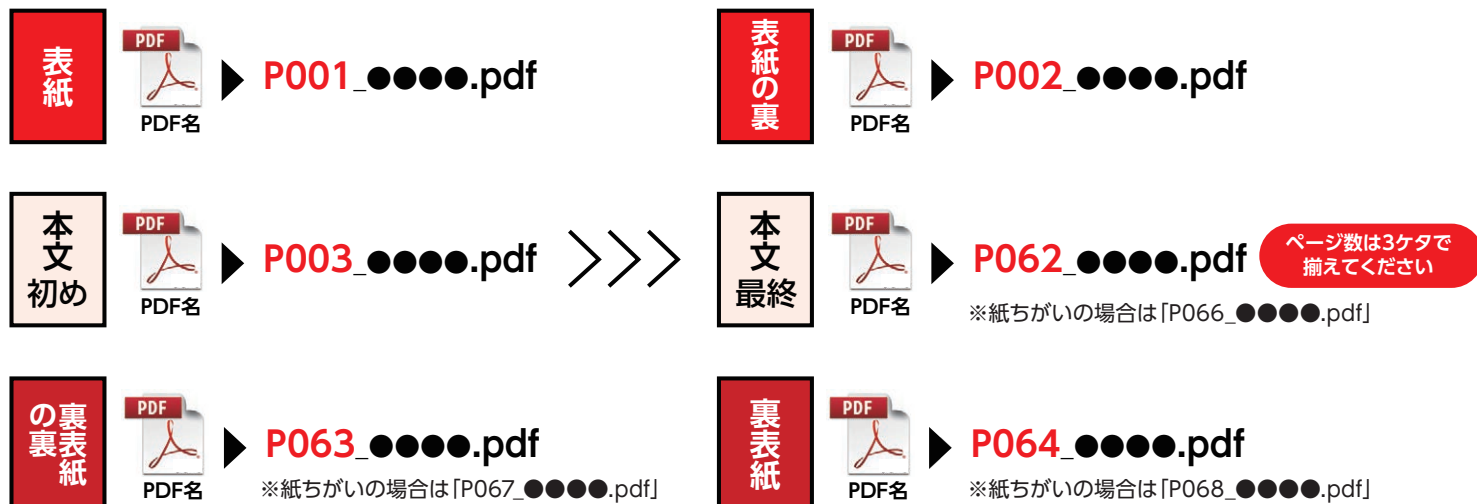 表紙
PDF
PDF名
P001_●●●●.pdf
表紙の裏
PDF
PDF名
P002_●●●●.pdf
本文
初め
PDF
PDF名
P003_●●●●.pdf
本文
最終
PDF
PDF名
P062_●●●●.pdf
ページ数は3ケタで
揃えてください
※紙ちがいの場合は「P066_●●●●.pdf」
裏表紙
の裏
PDF
PDF名
P063_●●●●.pdf
※紙ちがいの場合は「P067_●●●●.pdf」
裏表紙
PDF
PDF名
P064_●●●●.pdf
※紙ちがいの場合は「P068_●●●●.pdf」